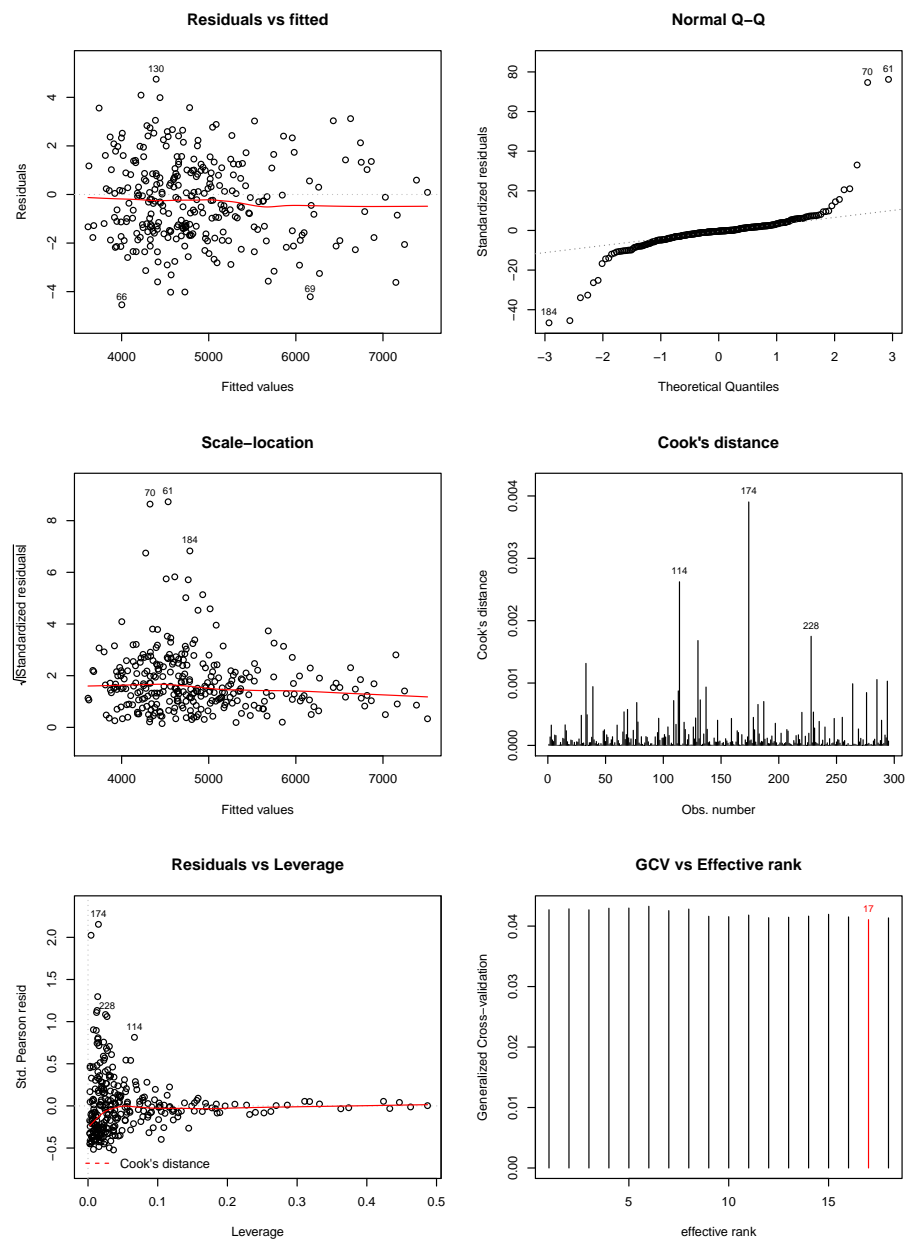 Residuals vs fitted
Residuals
4
2
0
−2
−4
130
66
69
4000 5000 6000 7000
Fitted values
Normal Q−Q
Standardized residuals
80
60
40
20
0
−20
−40
70 61
184
−3 −2 −1 0 1 2 3
Theoretical Quantiles
Scale−location
√|Standardized residuals|
8
6
4
2
0
70 61
184
4000 5000 6000 7000
Fitted values
Cook's distance
Cook's distance
0.004
0.003
0.002
0.001
0.000
174
114
228
0 50 100 150 200 250 300
Obs. number
Residuals vs Leverage
Std. Pearson resid
2.0
1.5
1.0
0.5
0.0
−0.5
174
228
114
Cook's distance
0.0 0.1 0.2 0.3 0.4 0.5
Leverage
GCV vs Effective rank
Generalized Cross−validation
0.04
0.03
0.02
0.01
0.00
17
5 10 15
effective rank